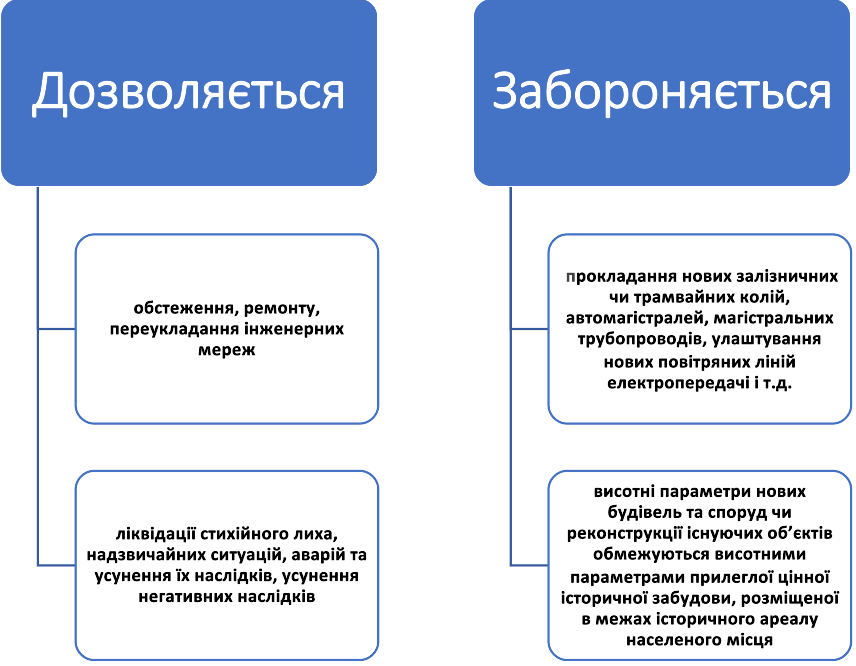 Дозволяється
обстеження, ремонту,
переукладання інженерних
мереж
ліквідації стихійного лиха,
надзвичайних ситуацій, аварій та
усунення їх наслідків, усунення
негативних наслідків
Забороняється
прокладання нових залізничних
чи трамвайних колій,
автомагістралей, магістральних
трубопроводів, улаштування
нових повітряних ліній
електропередачі і т.д.
висотні параметри нових
будівель та споруд чи
реконструкції існуючих об’єктів
обмежуються висотними
параметрами прилеглої цінної
історичної забудови, розміщеної
в межах історичного ареалу
населеного місця